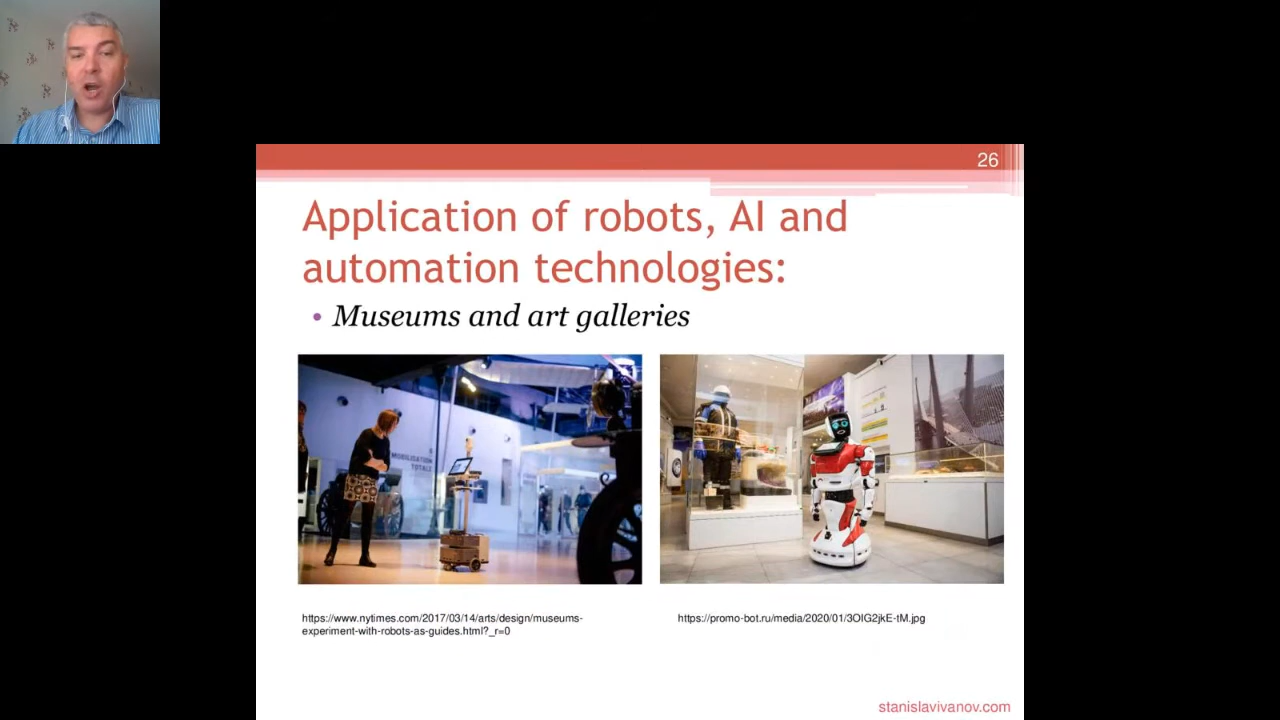 26
Application of robots, AI and
automation technologies:
• Museums and art galleries
MOBILISATION
TOTALE
https://www.nytimes.com/2017/03/14/arts/design/museums-
experiment-with-robots-as-guides.html?_r=0
https://promo-bot.ru/media/2020/01/3OIG2jkE-tM.jpg
stanislavivanov.com